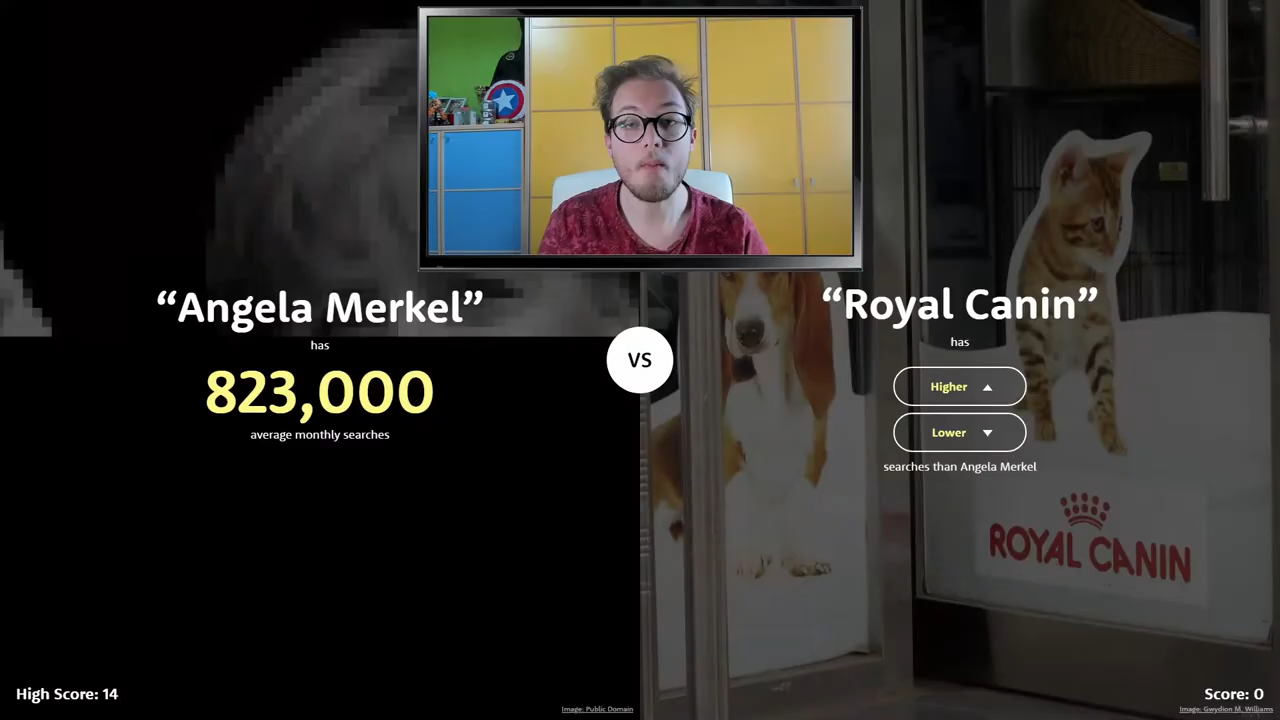 “Angela Merkel”
has
823,000
average monthly searches
VS
“Royal Canin”
has
Higher
Lower
searches than Angela Merkel
ROYAL CANIN
High Score: 14
Image: Public Domain
Score: 0
Image: Gwydion M. Williams